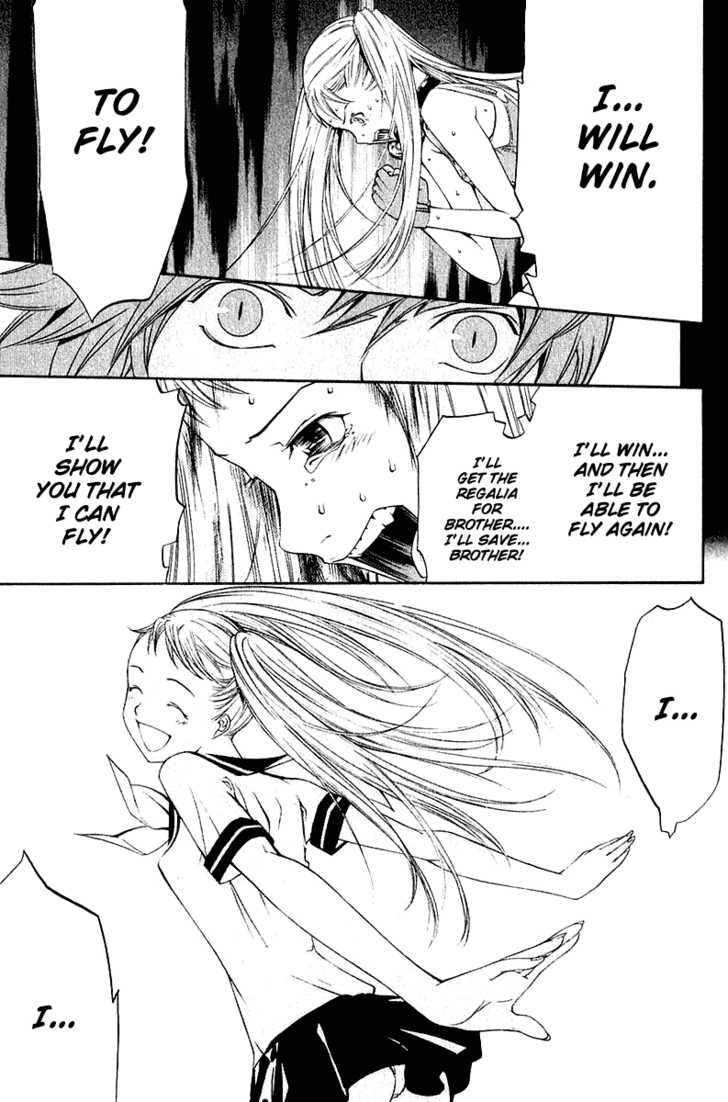 I...
WILL
WIN.
TO
FLY!
I'LL WIN...
AND THEN
I'LL BE
ABLE TO
FLY AGAIN!
I'LL
GET THE
REGALIA
FOR
BROTHER....
I'LL SAVE...
BROTHER!
I'LL
SHOW
YOU THAT
I CAN
FLY!
I...
I...